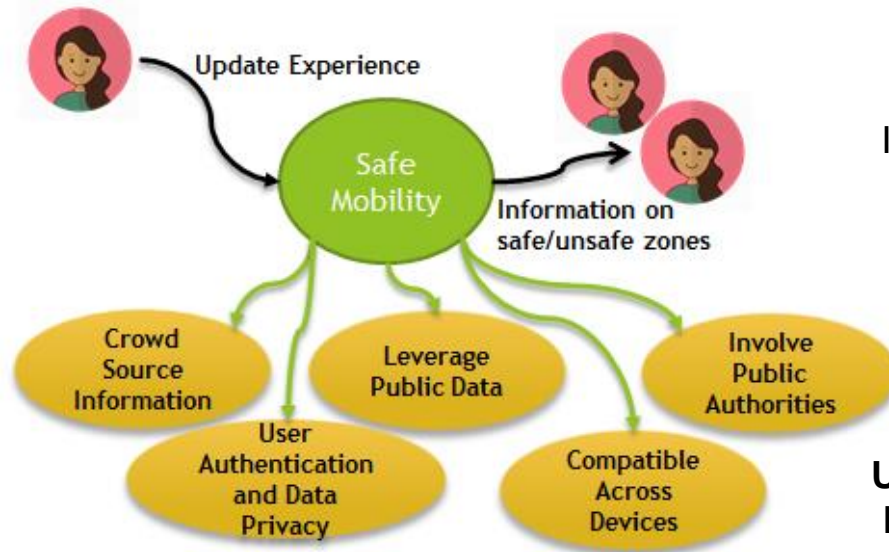 Update Experience
Safe
Mobility
Information on
safe/unsafe zones
Crowd
Source
Information
Leverage
Public Data
Involve
Public
Authorities
User
Authentication
and Data
Privacy
Compatible
Across
Devices